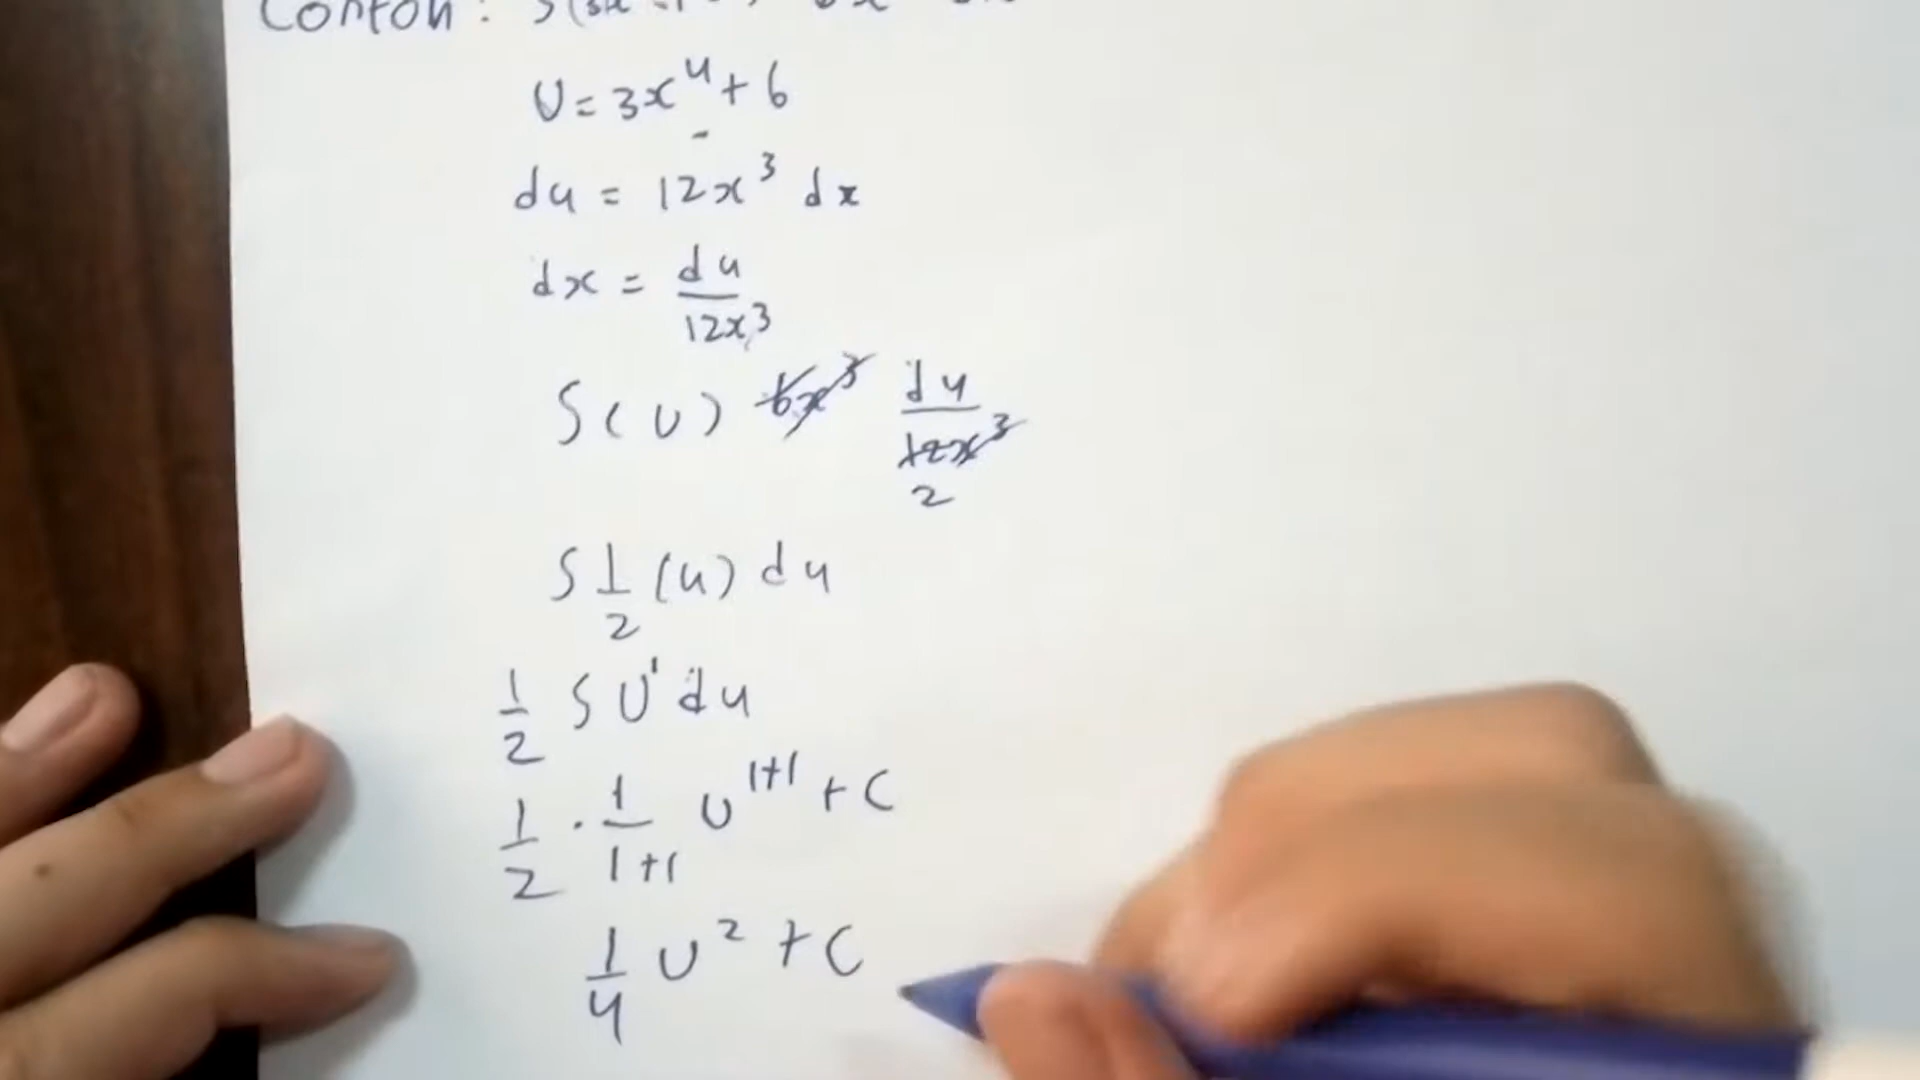 Contoh :
U = 3x⁴ + 6
du = 12x³ dx
dx = du/12x³
∫(U) 6x³ du/12x³
2
∫ 1/2 (u) du
1/2 ∫ U¹ du
1/2 . 1/1+1 U¹⁺¹ + C
1/4 U² + C